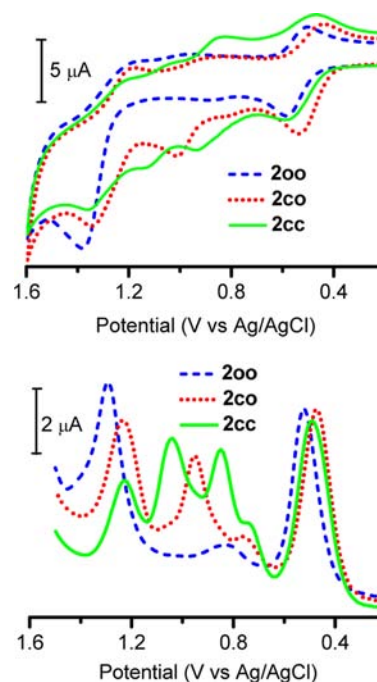 5 μA
2oo
2co
2cc
1.6 1.2 0.8 0.4
Potential (V vs Ag/AgCl)
2 μA
2oo
2co
2cc
1.6 1.2 0.8 0.4
Potential (V vs Ag/AgCl)